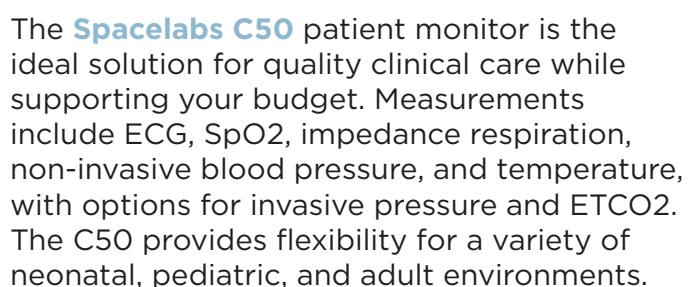 The Spacelabs C50 patient monitor is the
ideal solution for quality clinical care while
supporting your budget. Measurements
include ECG, SpO2, impedance respiration,
non-invasive blood pressure, and temperature,
with options for invasive pressure and ETCO2.
The C50 provides flexibility for a variety of
neonatal, pediatric, and adult environments.